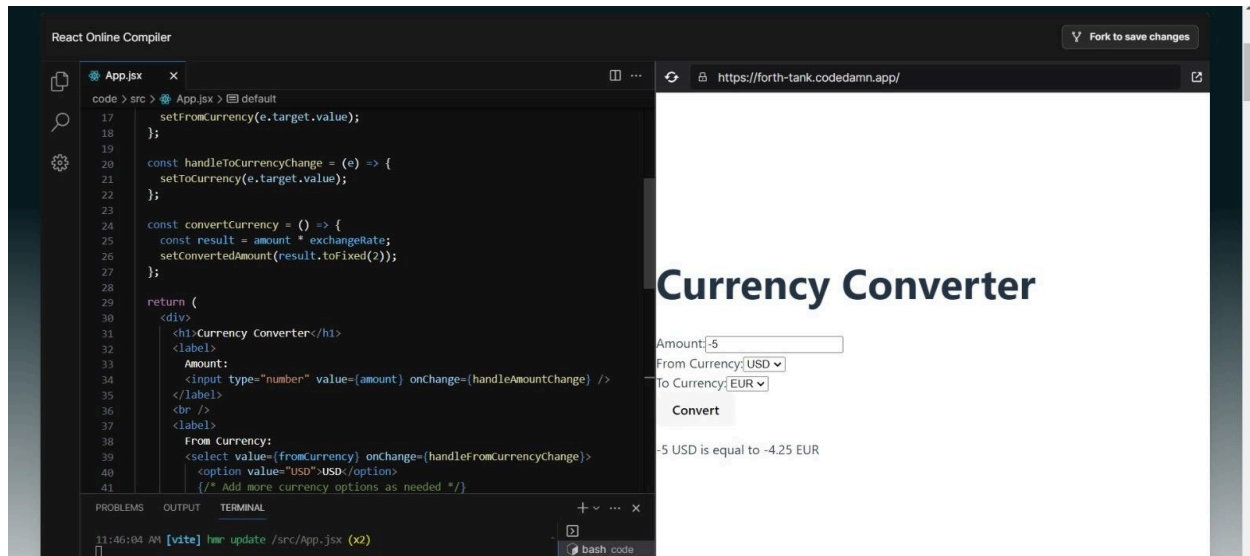 React Online Compiler
Fork to save changes
App.jsx
https://forth-tank.codedamn.app/
code > src > App.jsx > default
17 setFromCurrency(e.target.value);
18 };
19
20 const handleToCurrencyChange = (e) => {
21 setToCurrency(e.target.value);
22 };
23
24 const convertCurrency = () => {
25 const result = amount * exchangeRate;
26 setConvertedAmount(result.toFixed(2));
27 };
28
29 return (
30 <div>
31 <h1>Currency Converter</h1>
32 <label>
33 Amount:
34 <input type="number" value={amount} onChange={handleAmountChange} />
35 </label>
36 <br />
37 <label>
38 From Currency:
39 <select value={fromCurrency} onChange={handleFromCurrencyChange}>
40 <option value="USD">USD</option>
41 {/* Add more currency options as needed */}
PROBLEMS OUTPUT TERMINAL
11:46:04 AM [vite] hmr update /src/App.jsx (x2)
bash code
Currency Converter
Amount:-5
From Currency:USD
To Currency:EUR
Convert
-5 USD is equal to -4.25 EUR